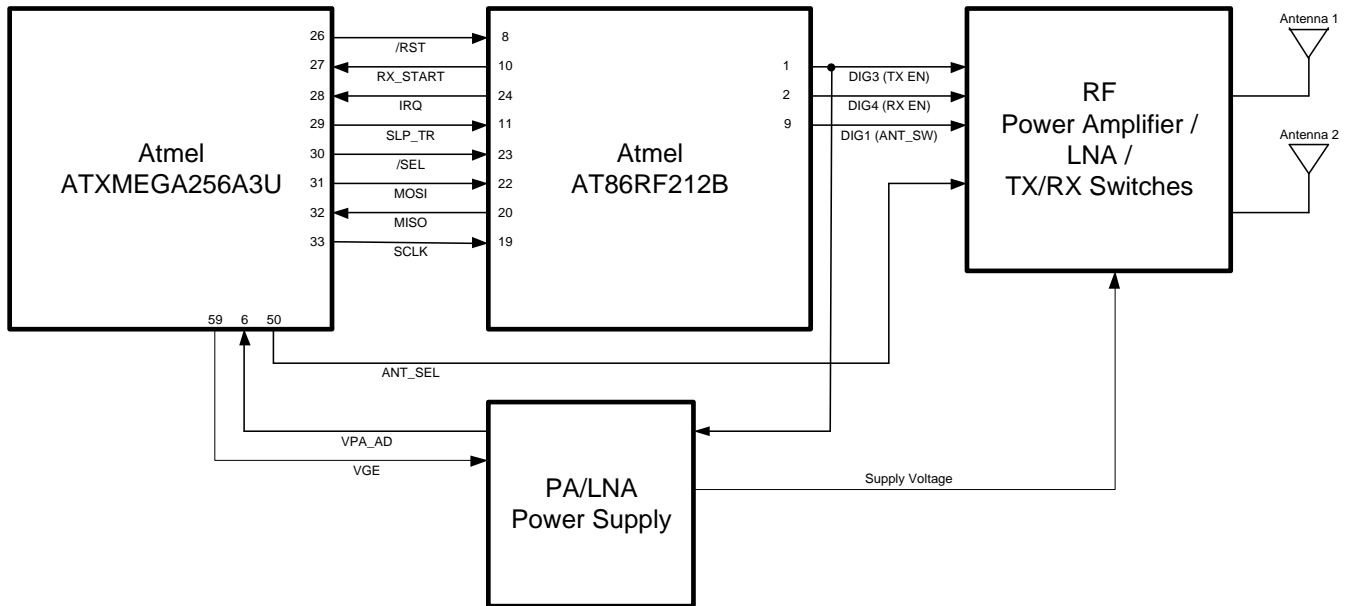 Atmel
ATXMEGA256A3U
26
27
28
29
30
31
32
33
59
6
50
/RST
RX_START
IRQ
SLP_TR
/SEL
MOSI
MISO
SCLK
8
10
24
11
23
22
20
19
Atmel
AT86RF212B
1
2
9
DIG3 (TX EN)
DIG4 (RX EN)
DIG1 (ANT_SW)
RF
Power Amplifier /
LNA /
TX/RX Switches
Antenna 1
Antenna 2
ANT_SEL
VPA_AD
VGE
PA/LNA
Power Supply
Supply Voltage